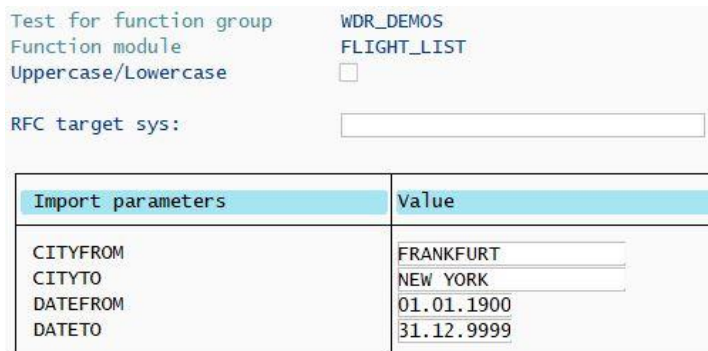 Test for function group WDR_DEMOS
Function module FLIGHT_LIST
Uppercase/Lowercase
RFC target sys:
Import parameters Value
CITYFROM FRANKFURT
CITYTO NEW YORK
DATEFROM 01.01.1900
DATETO 31.12.9999